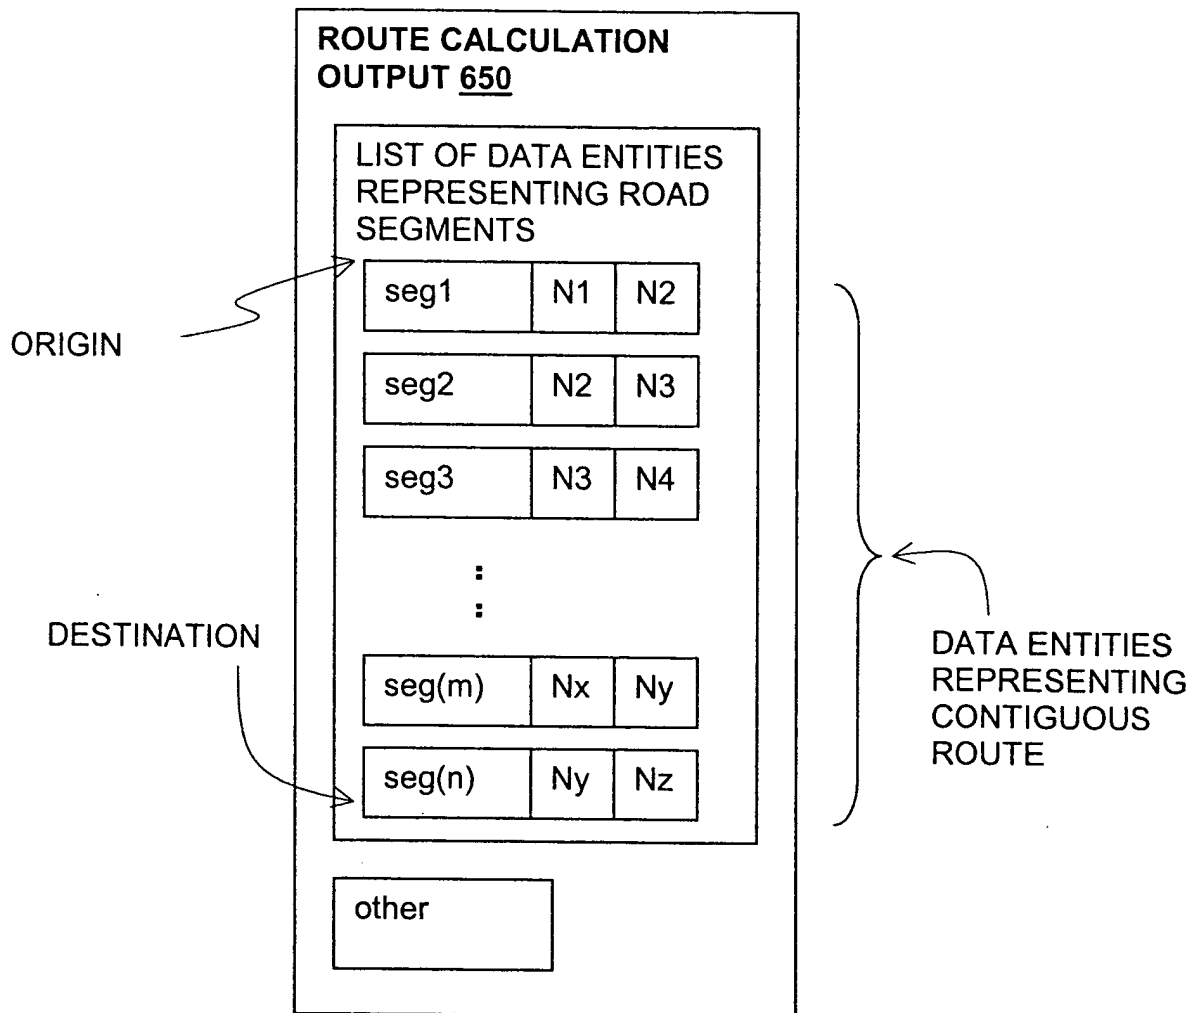 ROUTE CALCULATION
OUTPUT 650
LIST OF DATA ENTITIES
REPRESENTING ROAD
SEGMENTS
seg1 N1 N2
ORIGIN
seg2 N2 N3
seg3 N3 N4
:
:
DESTINATION
seg(m) Nx Ny
seg(n) Ny Nz
DATA ENTITIES
REPRESENTING
CONTIGUOUS
ROUTE
other